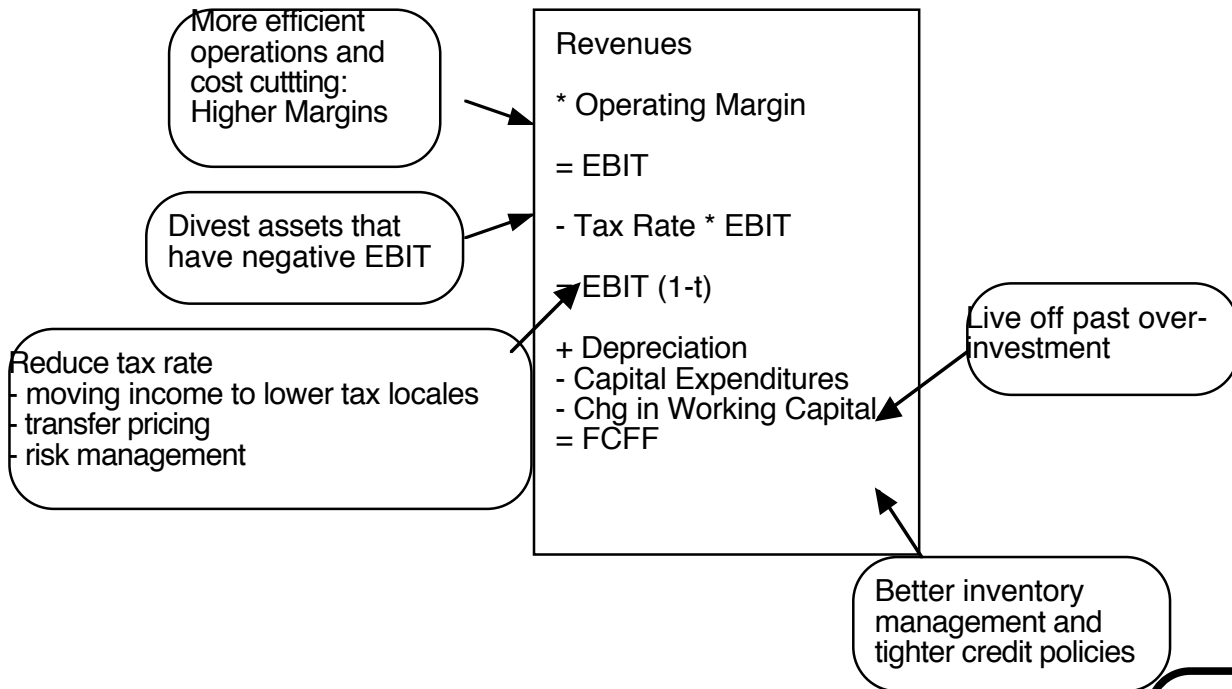 More efficient
operations and
cost cuttting:
Higher Margins
Divest assets that
have negative EBIT
Reduce tax rate
- moving income to lower tax locales
- transfer pricing
- risk management
Revenues
* Operating Margin
= EBIT
- Tax Rate * EBIT
= EBIT (1-t)
+ Depreciation
- Capital Expenditures
- Chg in Working Capital
= FCFF
Live off past over-
investment
Better inventory
management and
tighter credit policies